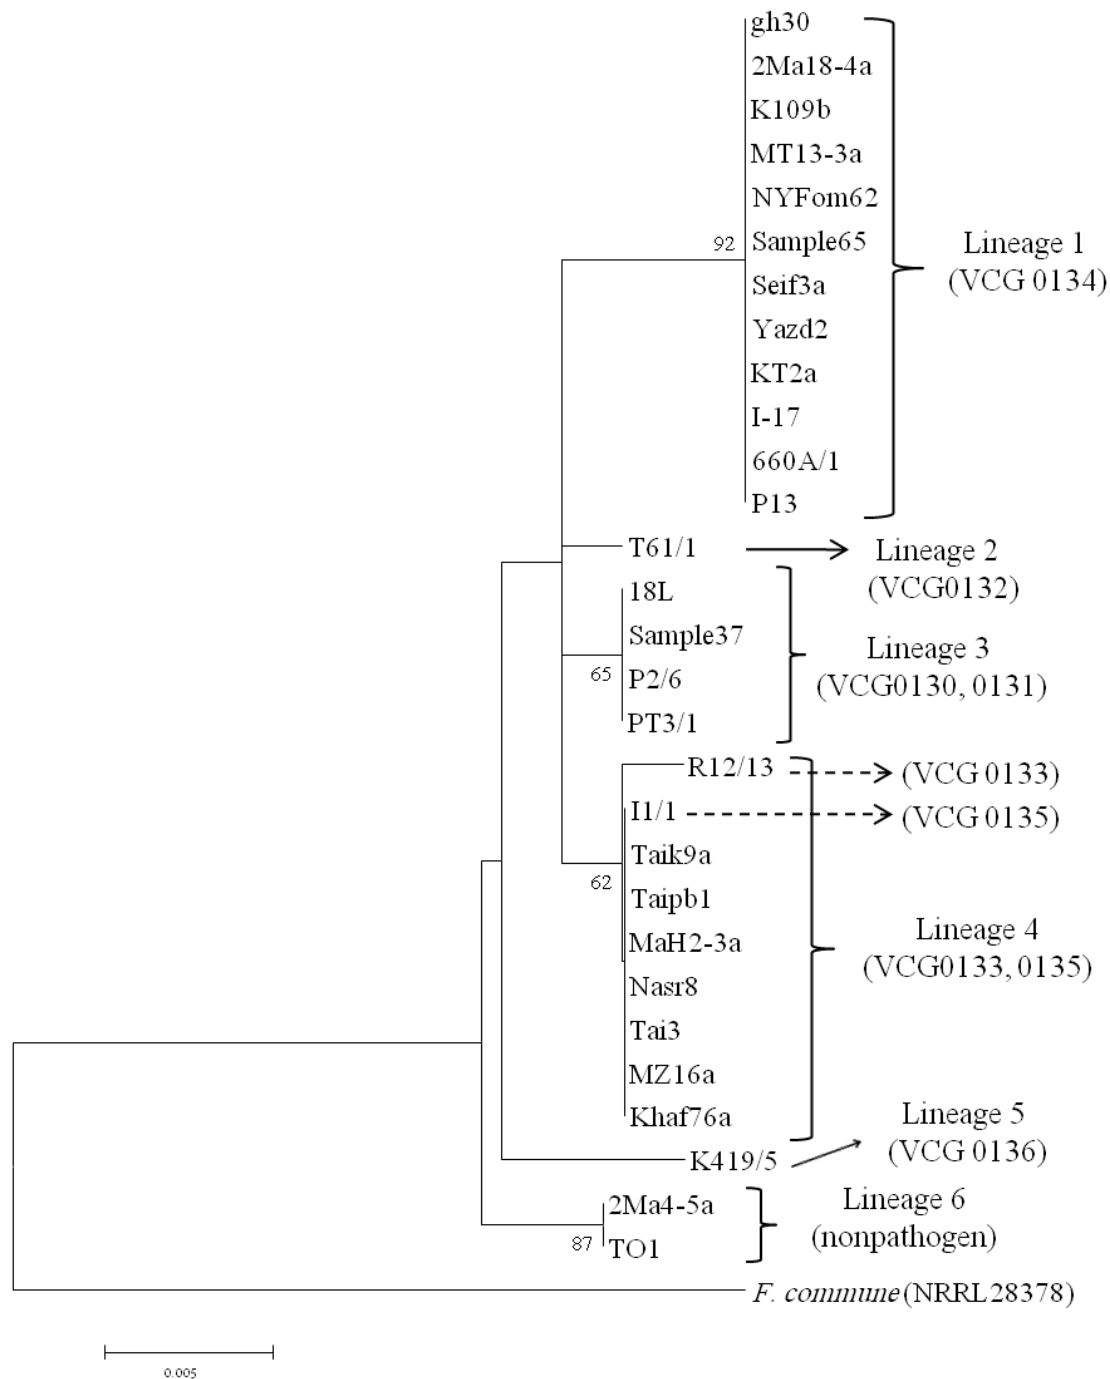 gh30
2Ma18-4a
K109b
MT13-3a
NYFom62
92
Sample65
Lineage 1
(VCG 0134)
Seif3a
Yazd2
KT2a
I-17
660A/1
P13
T61/1
Lineage 2
(VCG0132)
18L
Sample37
Lineage 3
(VCG0130, 0131)
65
P2/6
PT3/1
R12/13
(VCG 0133)
I1/1
(VCG 0135)
Taik9a
62
Taipb1
MaH2-3a
Lineage 4
(VCG0133, 0135)
Nasr8
Tai3
MZ16a
Khaf76a
Lineage 5
(VCG 0136)
K419/5
2Ma4-5a
Lineage 6
(nonpathogen)
87
TO1
F. commune (NRRL28378)
0.005